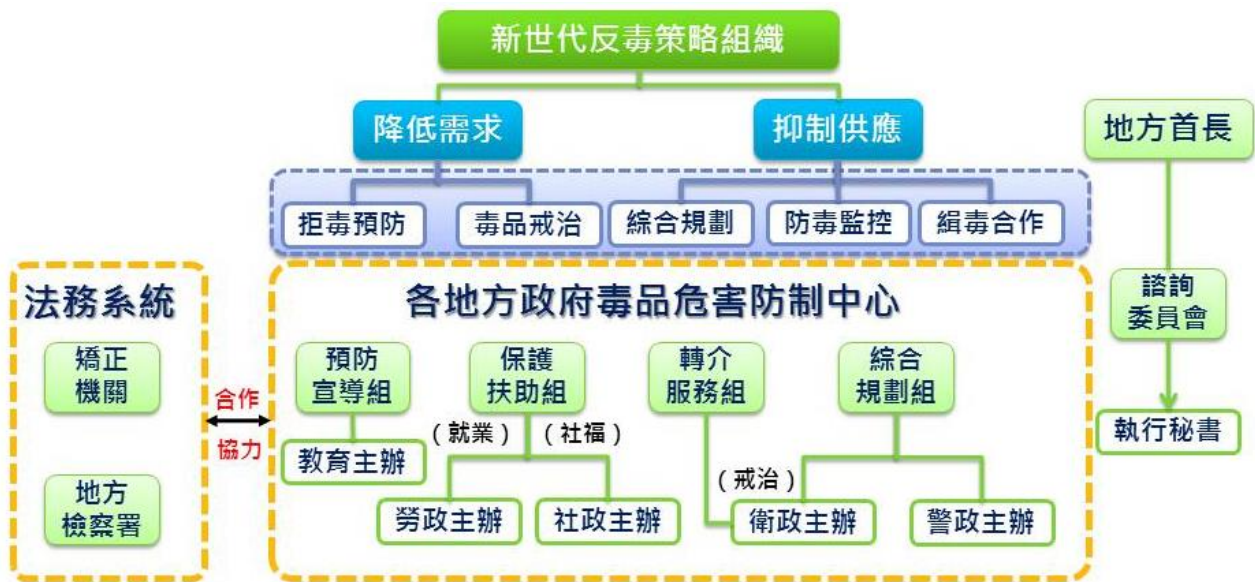 新世代反毒策略組織
降低需求
抑制供應
地方首長
拒毒預防
毒品戒治
綜合規劃
防毒監控
緝毒合作
諮詢
委員會
執行秘書
法務系統
矯正
機關
地方
檢察署
合作
協力
各地方政府毒品危害防制中心
預防
宣導組
保護
扶助組
轉介
服務組
綜合
規劃組
教育主辦
(就業)
(社福)
(戒治)
勞政主辦
社政主辦
衛政主辦
警政主辦